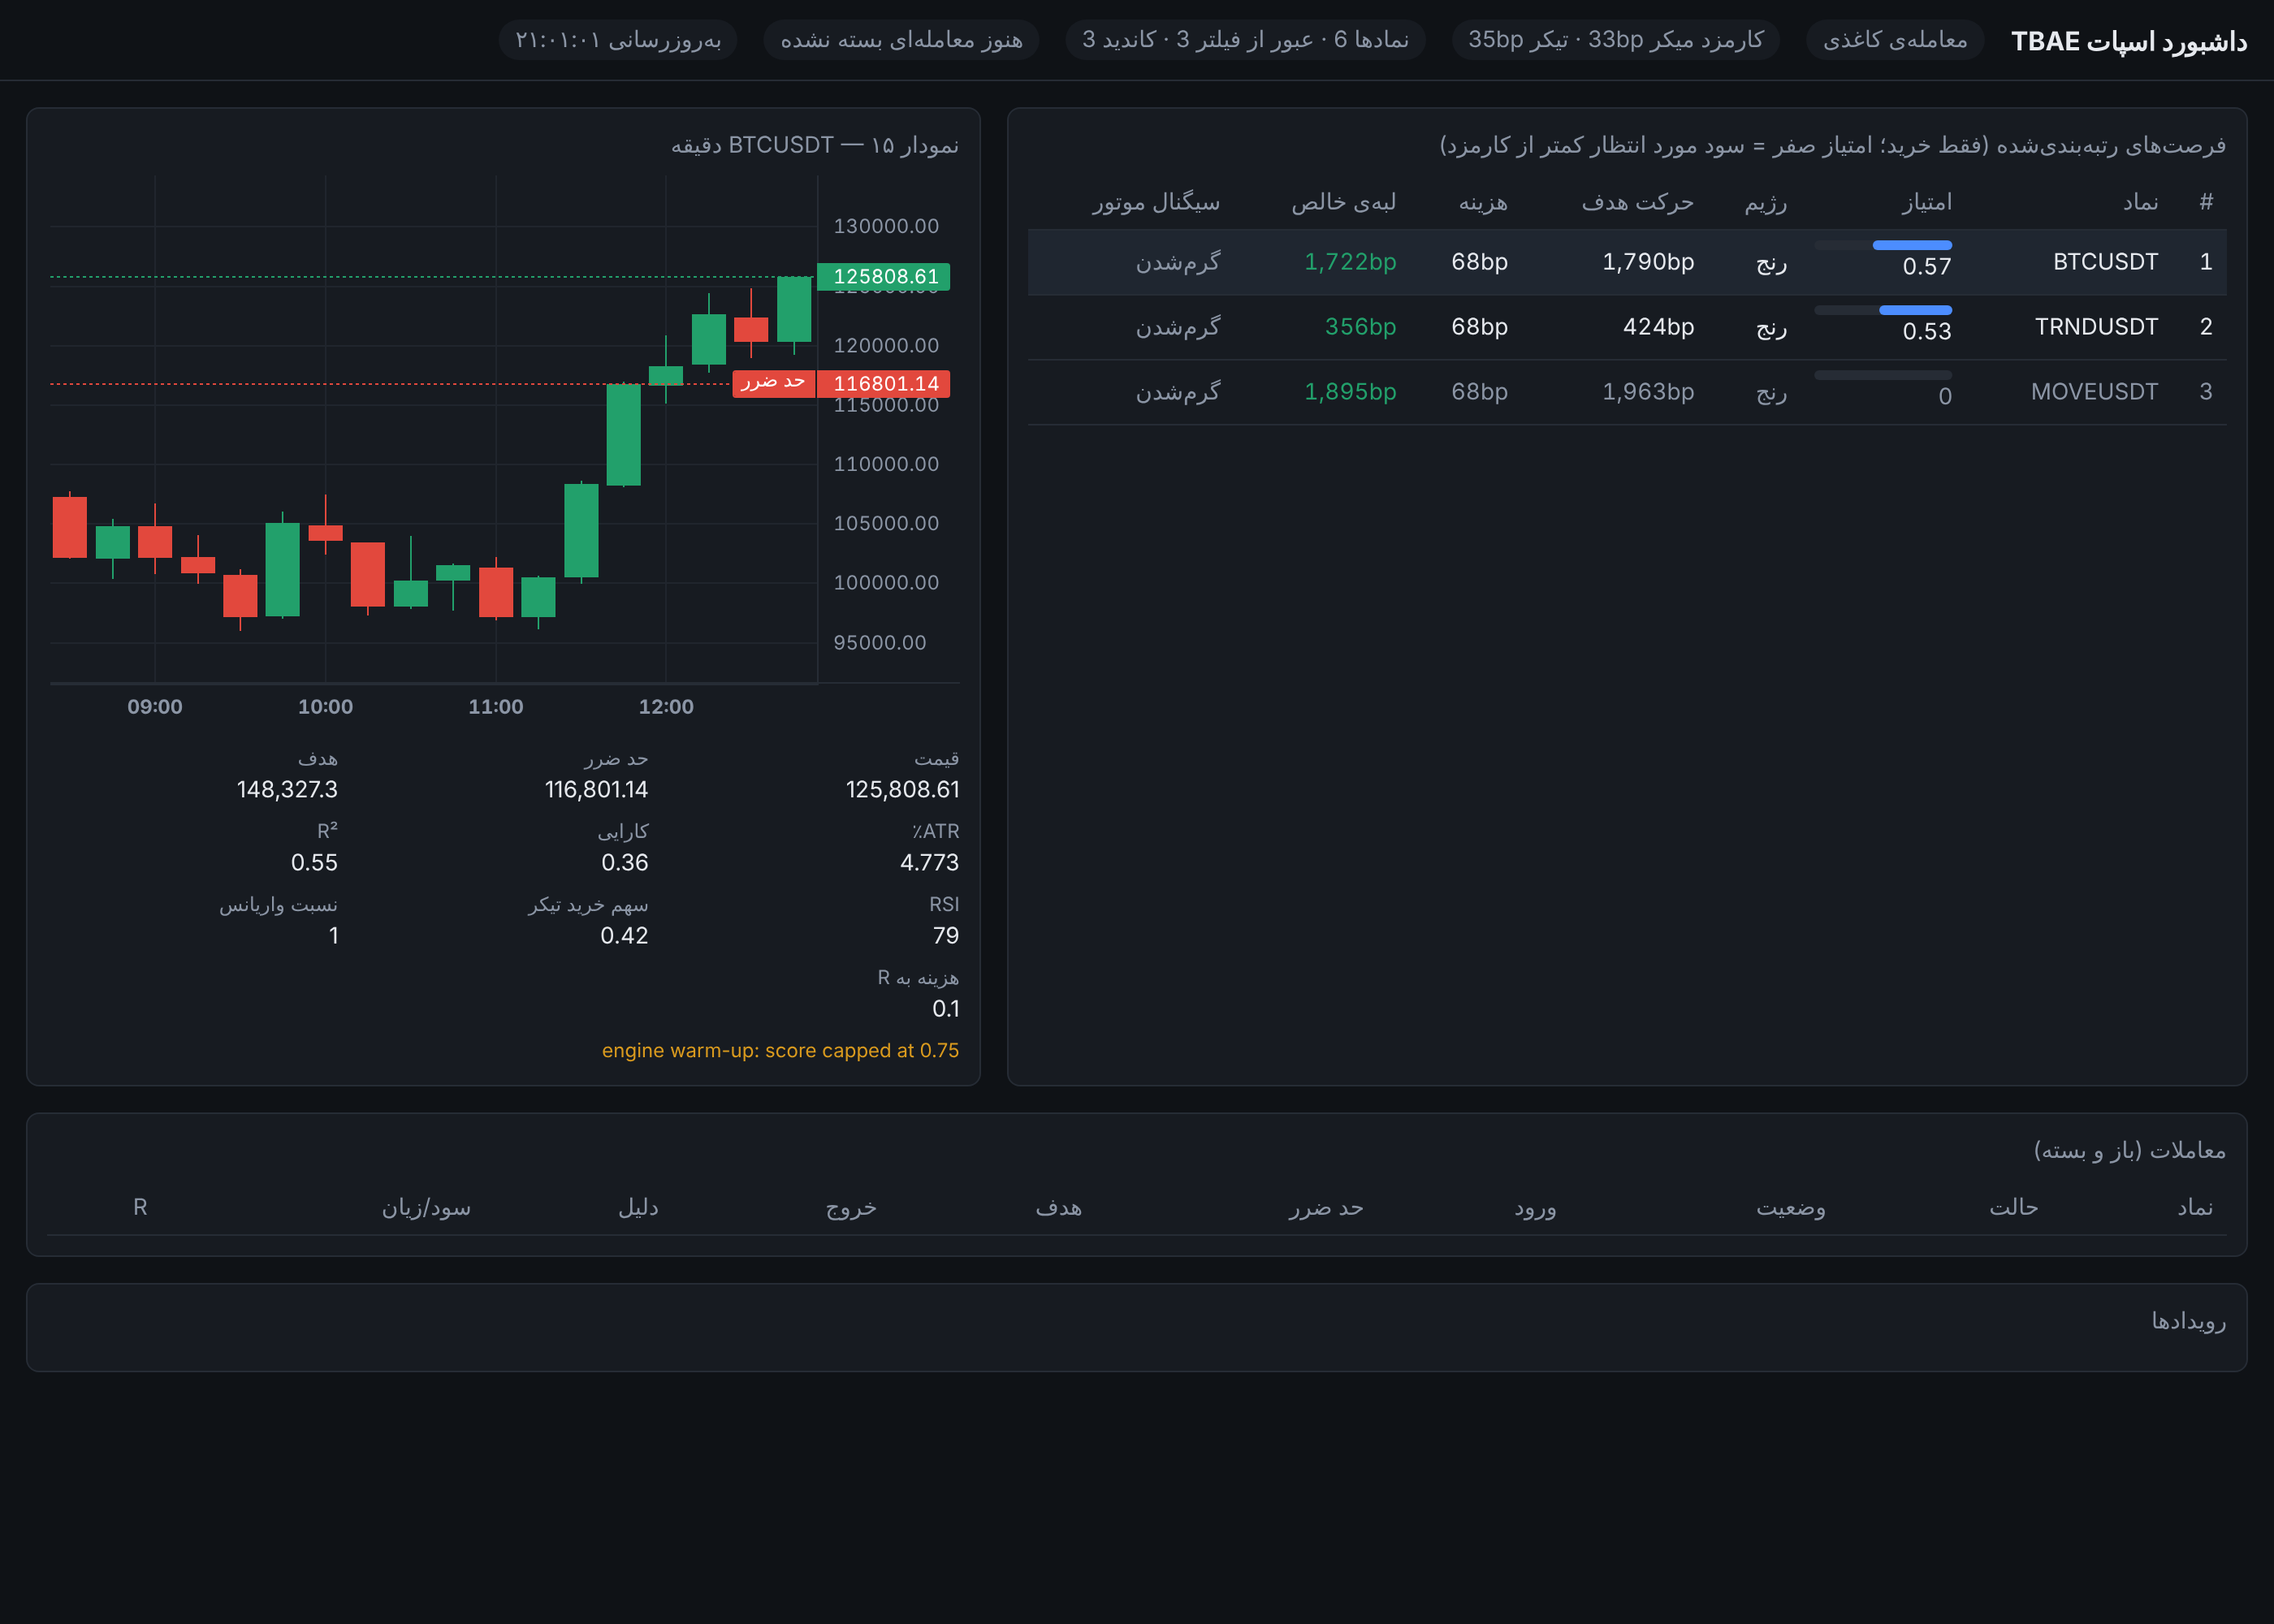 داشبورد اسپات TBAE
معامله‌ی کاغذی
کارمزد میکر 33bp · تیکر 35bp
نمادها 6 · عبور از فیلتر 3 · کاندید 3
هنوز معامله‌ای بسته نشده
به‌روزرسانی ۲۱:۰۱:۰۱
فرصت‌های رتبه‌بندی‌شده (فقط خرید؛ امتیاز صفر = سود مورد انتظار کمتر از کارمزد)
# نماد امتیاز رژیم حرکت هدف هزینه لبه‌ی خالص سیگنال موتور
1 BTCUSDT 0.57 رنج 1,790bp 68bp 1,722bp گرم‌شدن
2 TRNDUSDT 0.53 رنج 424bp 68bp 356bp گرم‌شدن
3 MOVEUSDT 0 رنج 1,963bp 68bp 1,895bp گرم‌شدن
نمودار ۱۵ — BTCUSDT دقیقه
130000.00
125808.61
120000.00
حد ضرر 116801.14
115000.00
110000.00
105000.00
100000.00
95000.00
09:00 10:00 11:00 12:00
قیمت حد ضرر هدف
125,808.61 116,801.14 148,327.3
ATR٪ کارایی R²
4.773 0.36 0.55
RSI سهم خرید تیکر نسبت واریانس
79 0.42 1
هزینه به R
0.1
engine warm-up: score capped at 0.75
معاملات (باز و بسته)
نماد حالت وضعیت ورود حد ضرر هدف خروج دلیل سود/زیان R
رویدادها